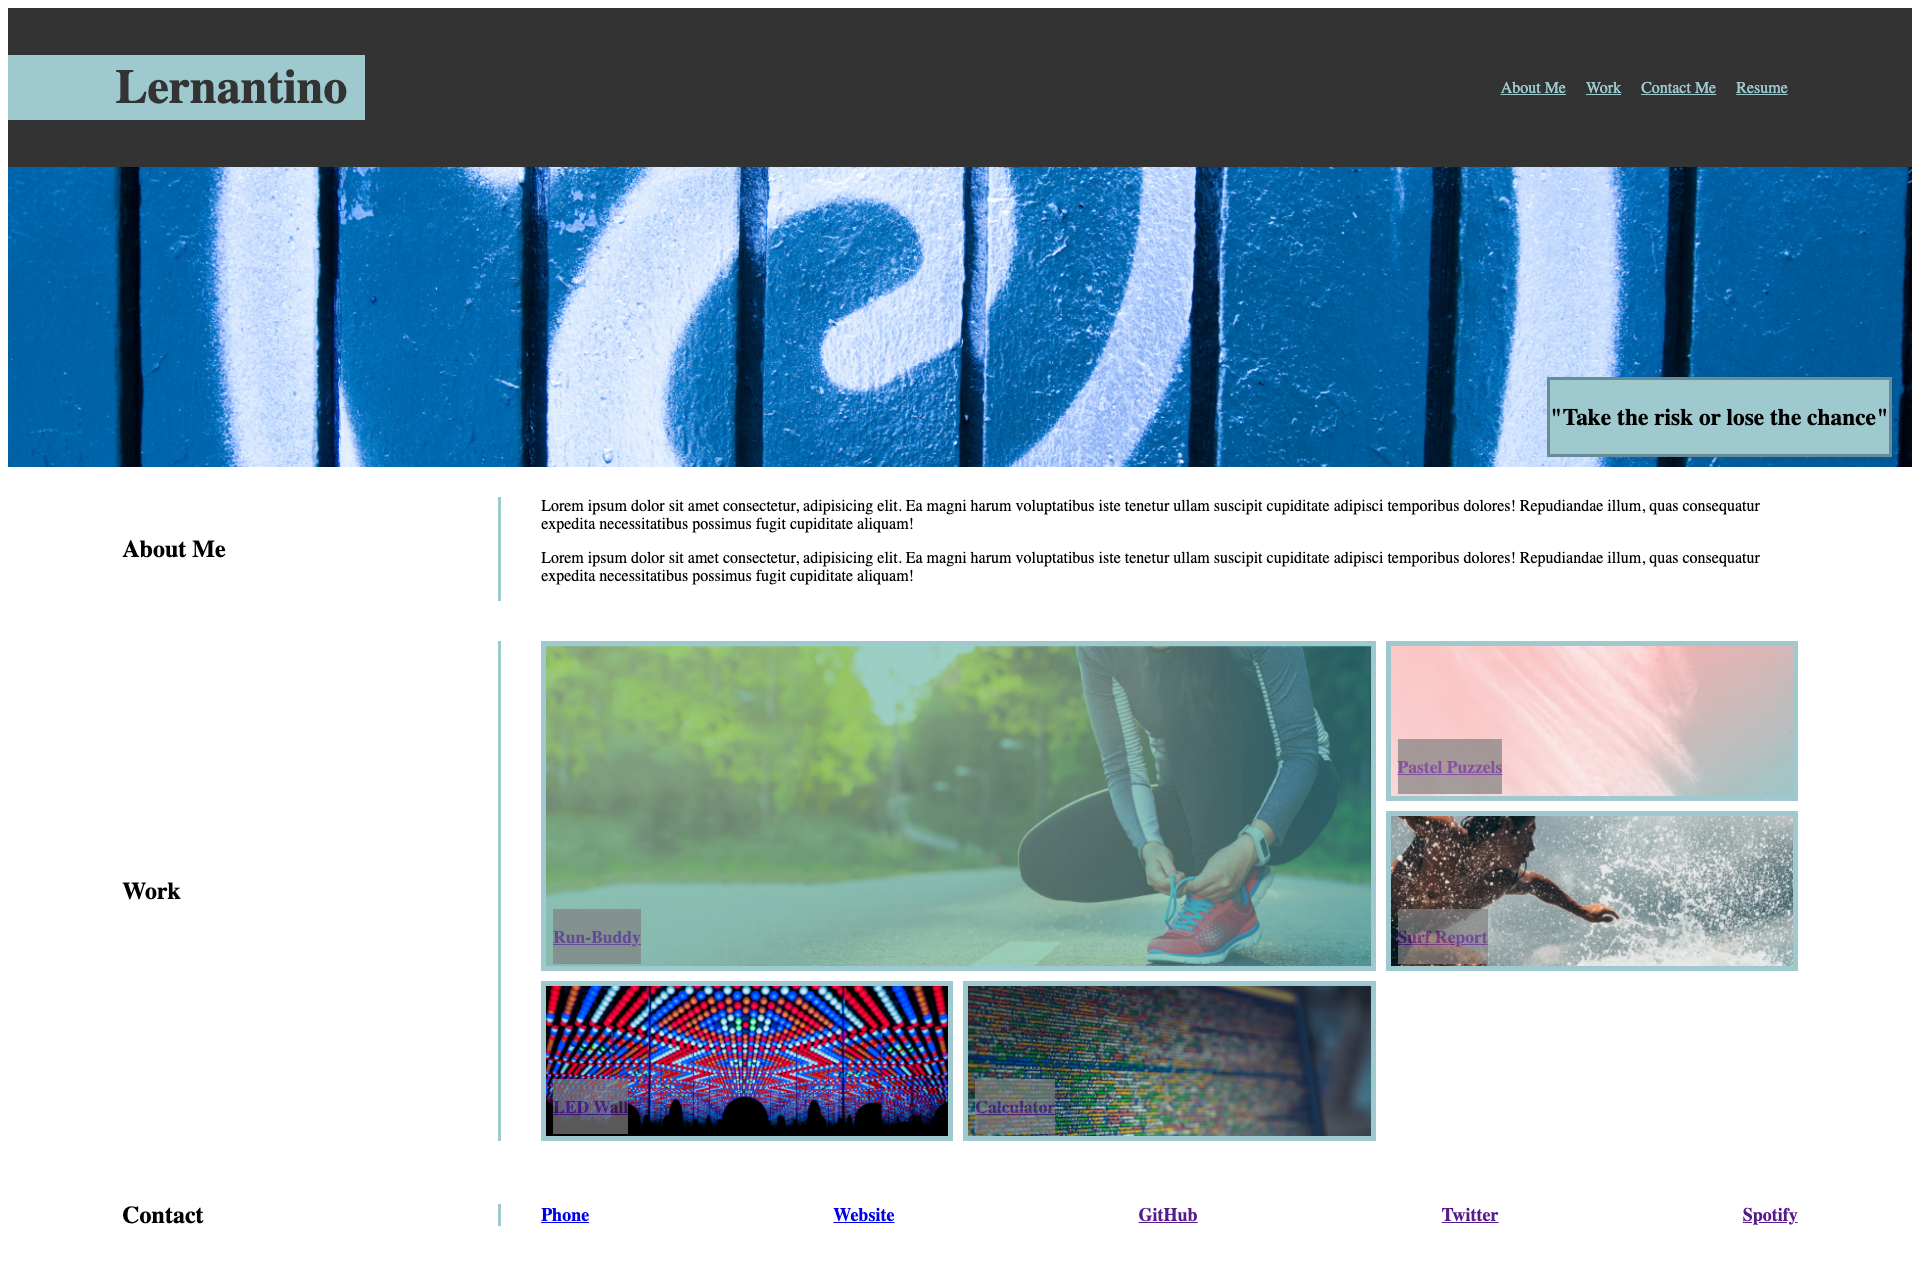 Lernantino
About Me Work Contact Me Resume
"Take the risk or lose the chance"
About Me
Lorem ipsum dolor sit amet consectetur, adipisicing elit. Ea magni harum voluptatibus iste tenetur ullam suscipit cupiditate adipisci temporibus dolores! Repudiandae illum, quas consequatur
expedita necessitatibus possimus fugit cupiditate aliquam!
Lorem ipsum dolor sit amet consectetur, adipisicing elit. Ea magni harum voluptatibus iste tenetur ullam suscipit cupiditate adipisci temporibus dolores! Repudiandae illum, quas consequatur
expedita necessitatibus possimus fugit cupiditate aliquam!
Work
Run-Buddy
Pastel Puzzels
Surf Report
LED Wall
Calculator
Contact
Phone Website GitHub Twitter Spotify